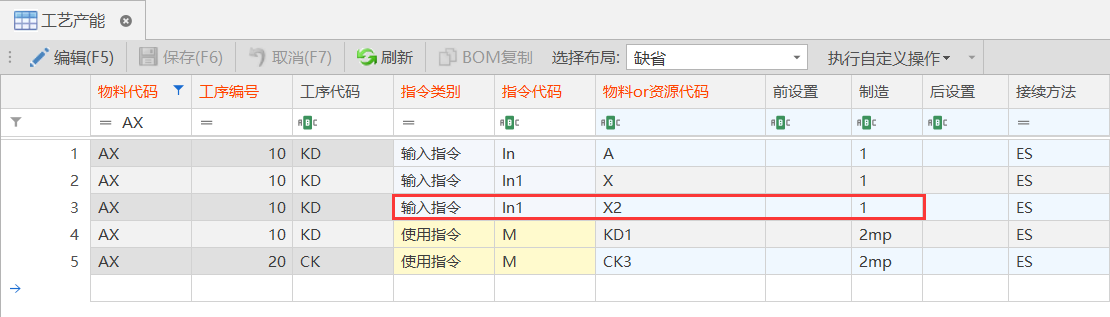 工艺产能
编辑(F5) 保存(F6) 取消(F7) 刷新 BOM复制 选择布局: 缺省 执行自定义操作
物料代码 工序编号 工序代码 指令类别 指令代码 物料or资源代码 前设置 制造 后设置 接续方法
= AX = ABC = ABC ABC ABC ABC ABC =
1 AX 10 KD 输入指令 In A 1 ES
2 AX 10 KD 输入指令 In1 X 1 ES
3 AX 10 KD 输入指令 In1 X2 1 ES
4 AX 10 KD 使用指令 M KD1 2mp ES
5 AX 20 CK 使用指令 M CK3 2mp ES